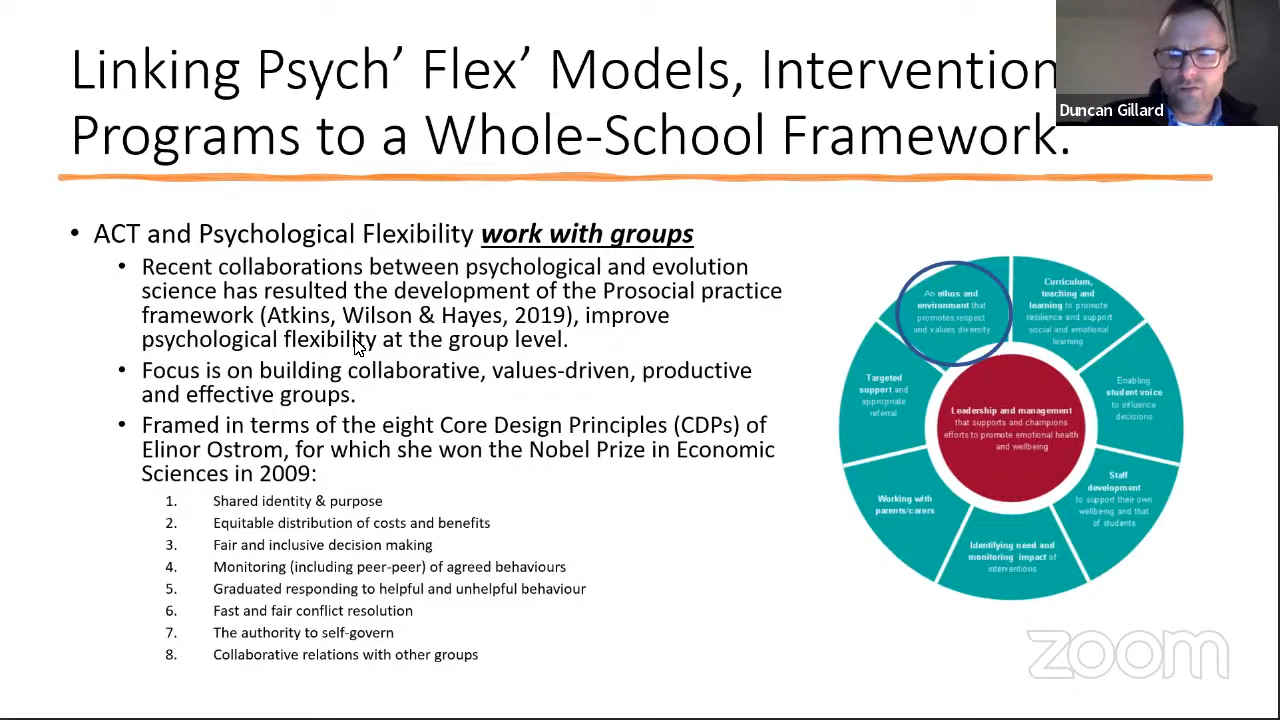 Linking Psych’ Flex’ Models, Intervention
Programs to a Whole-School Framework.
Duncan Gillard
• ACT and Psychological Flexibility work with groups
• Recent collaborations between psychological and evolution
science has resulted the development of the Prosocial practice
framework (Atkins, Wilson & Hayes, 2019), improve
psychological flexibility at the group level.
• Focus is on building collaborative, values-driven, productive
and effective groups.
• Framed in terms of the eight Core Design Principles (CDPs) of
Elinor Ostrom, for which she won the Nobel Prize in Economic
Sciences in 2009:
1. Shared identity & purpose
2. Equitable distribution of costs and benefits
3. Fair and inclusive decision making
4. Monitoring (including peer-peer) of agreed behaviours
5. Graduated responding to helpful and unhelpful behaviour
6. Fast and fair conflict resolution
7. The authority to self-govern
8. Collaborative relations with other groups
An ethos and
environment that
promotes respect
and values diversity
Curriculum,
teaching and
learning to promote
resilience and support
social and emotional
learning
Enabling
student voice
to influence
decisions
Staff
development
to support their own
wellbeing and that
of students
Identifying need and
monitoring impact of
interventions
Working with
parents/carers
Targeted
support and
appropriate
referral
Leadership and management
that supports and champions
efforts to promote emotional health
and wellbeing
zoom